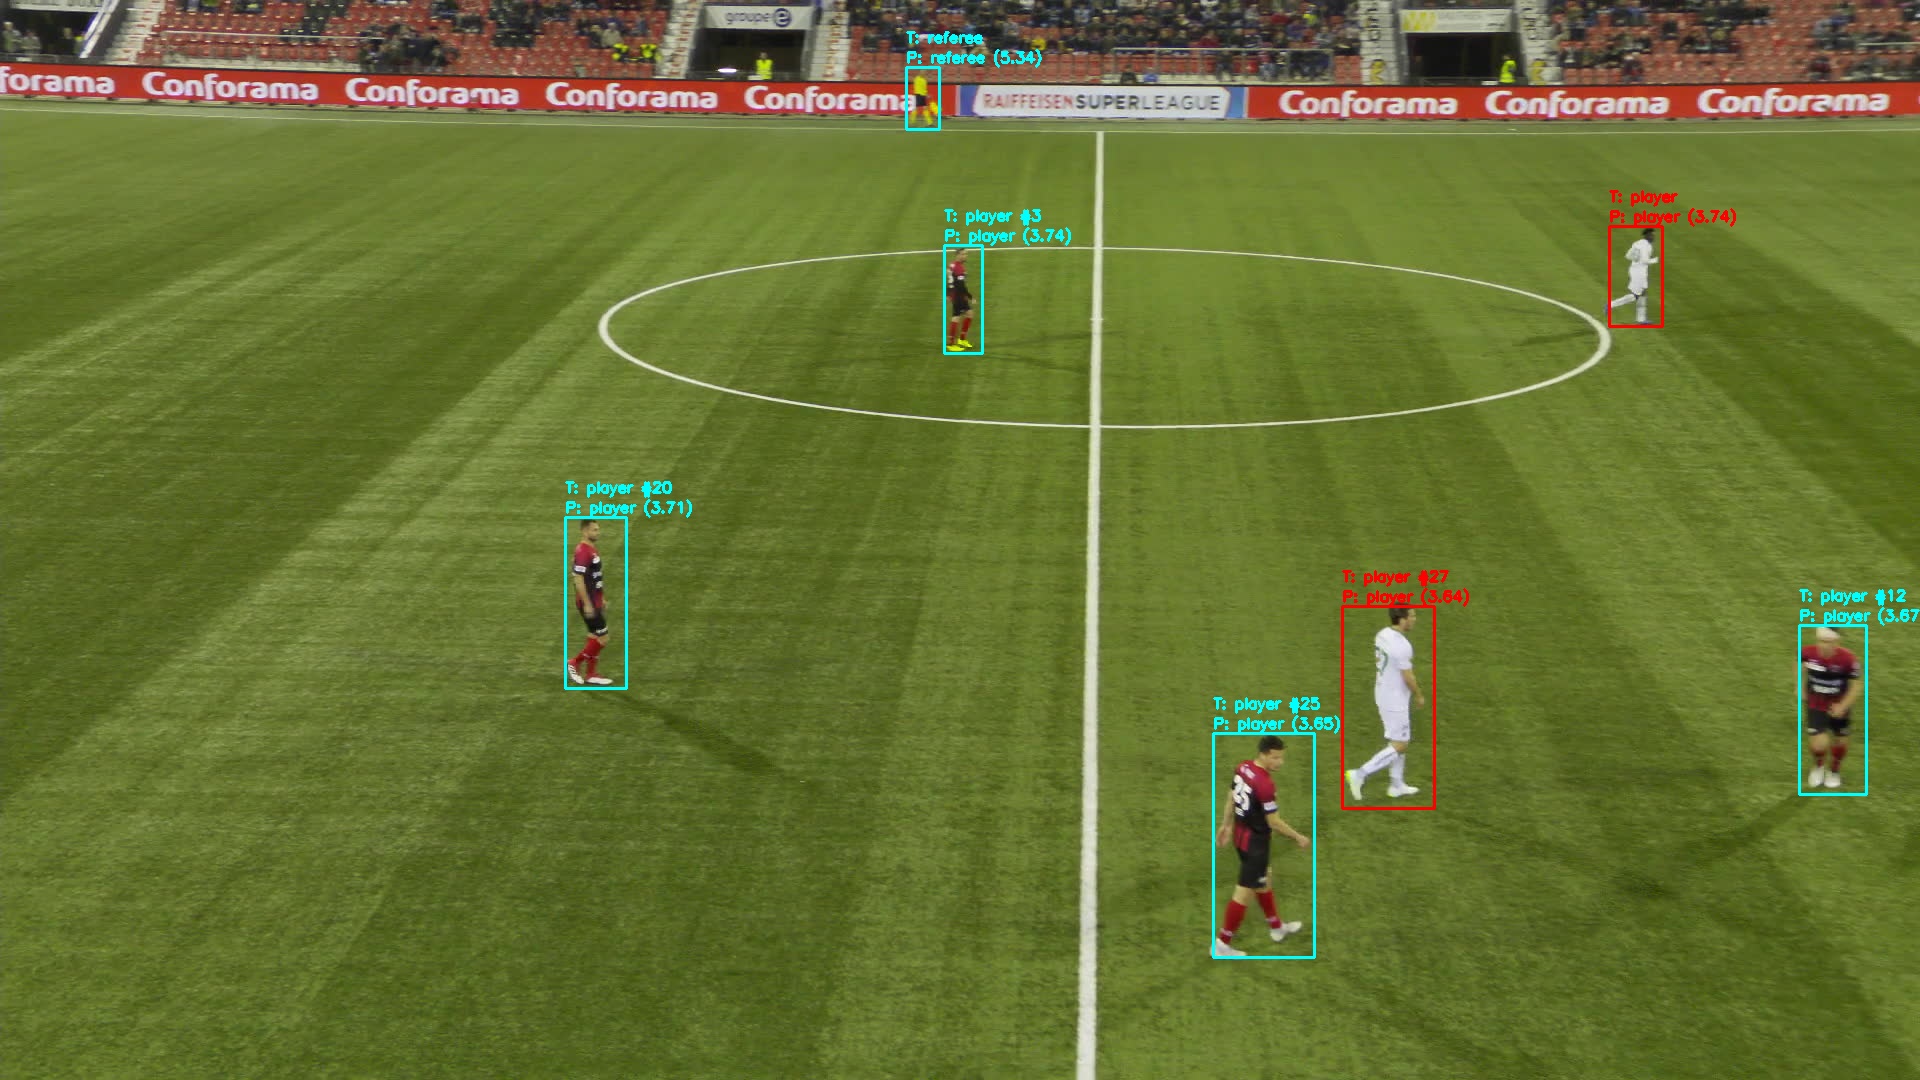 groupe e
T: referee
P: referee (5.34)
forama Conforama Conforama Conforama Conforama RAIFFEISEN SUPER LEAGUE Conforama Conforama Conforama
T: player
P: player (3.74)
T: player #3
P: player (3.74)
T: player #20
P: player (3.71)
T: player #27
P: player (3.64)
T: player #12
P: player (3.67
T: player #25
P: player (3.65)
25